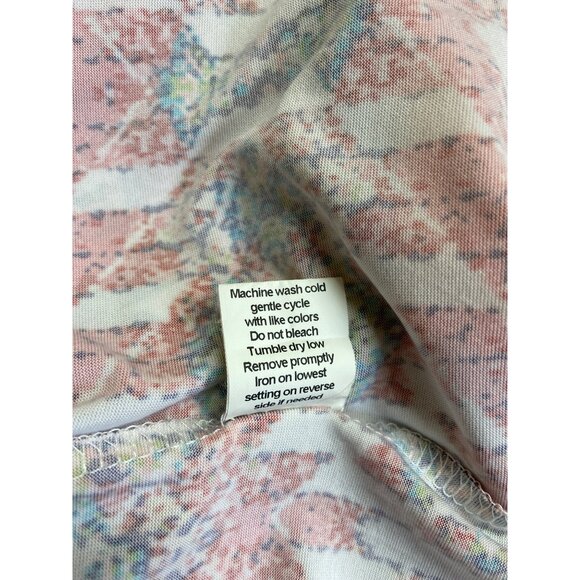 Machine wash cold
gentle cycle
with like colors
Do not bleach
Tumble dry low
Remove promptly
Iron on lowest
setting on reverse
side if needed